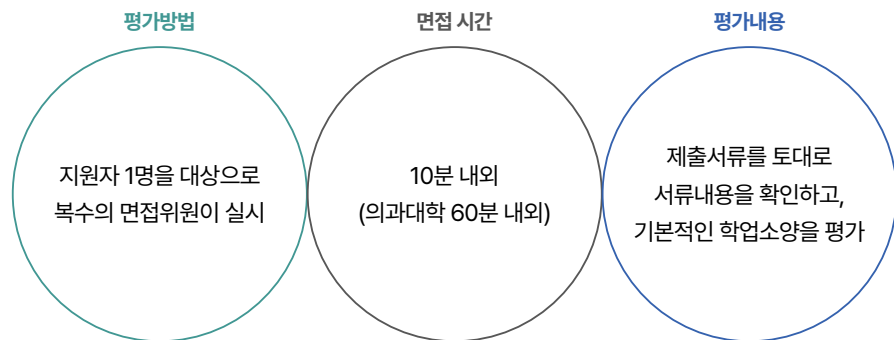 평가방법
지원자 1명을 대상으로
복수의 면접위원이 실시
면접 시간
10분 내외
(의과대학 60분 내외)
평가내용
제출서류를 토대로
서류내용을 확인하고,
기본적인 학업소양을 평가